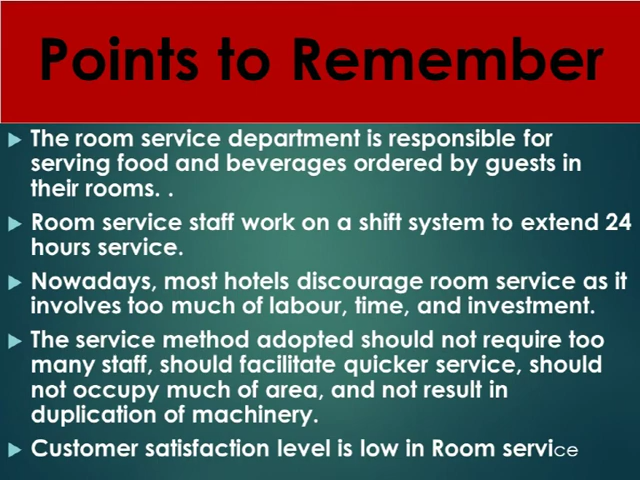 Points to Remember
The room service department is responsible for
serving food and beverages ordered by guests in
their rooms. .
Room service staff work on a shift system to extend 24
hours service.
Nowadays, most hotels discourage room service as it
involves too much of labour, time, and investment.
The service method adopted should not require too
many staff, should facilitate quicker service, should
not occupy much of area, and not result in
duplication of machinery.
Customer satisfaction level is low in Room service